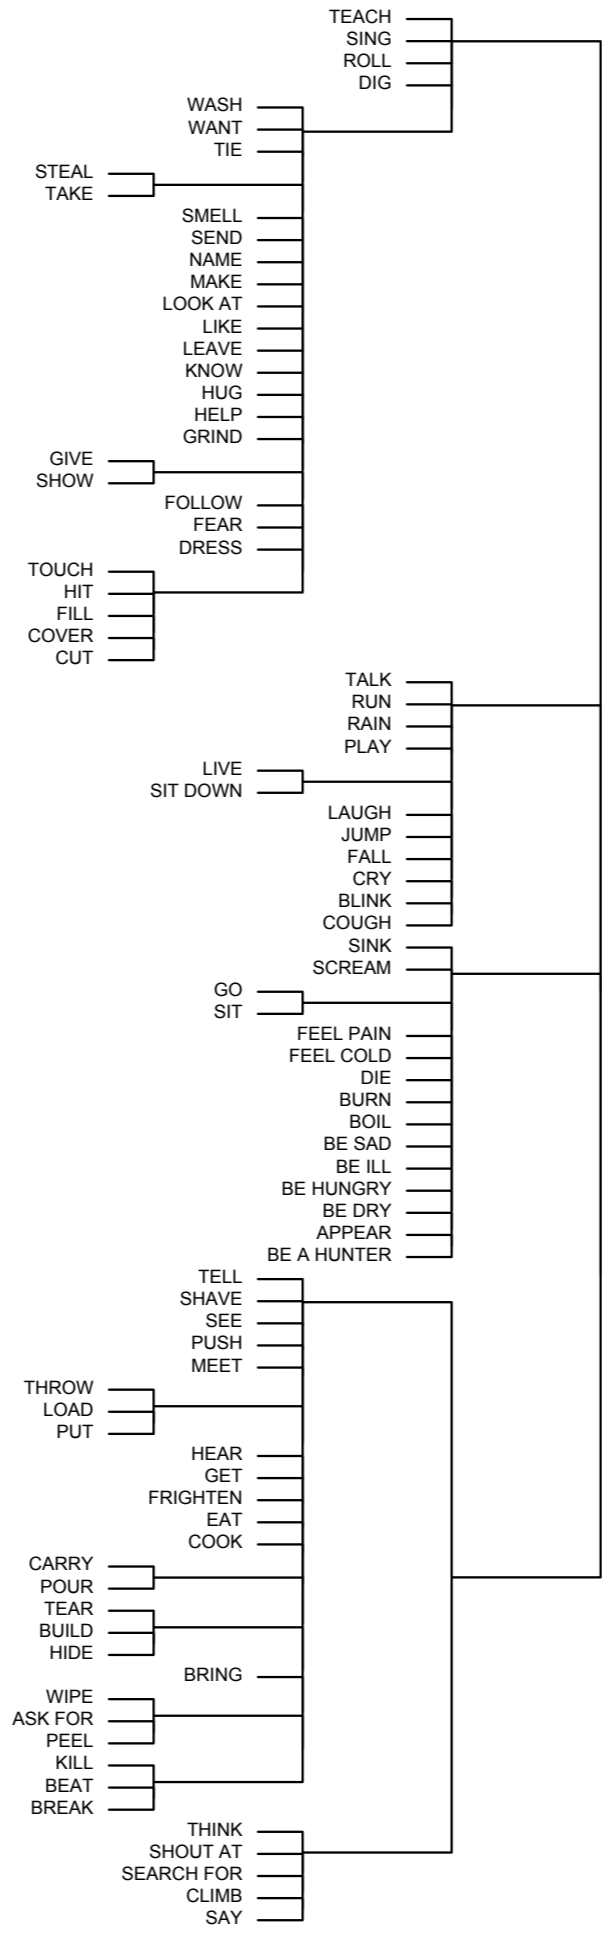 TEACH
SING
ROLL
DIG
WASH
WANT
TIE
STEAL
TAKE
SMELL
SEND
NAME
MAKE
LOOK AT
LIKE
LEAVE
KNOW
HUG
HELP
GRIND
GIVE
SHOW
FOLLOW
FEAR
DRESS
TOUCH
HIT
FILL
COVER
CUT
TALK
RUN
RAIN
PLAY
LIVE
SIT DOWN
LAUGH
JUMP
FALL
CRY
BLINK
COUGH
SINK
SCREAM
GO
SIT
FEEL PAIN
FEEL COLD
DIE
BURN
BOIL
BE SAD
BE ILL
BE HUNGRY
BE DRY
APPEAR
BE A HUNTER
TELL
SHAVE
SEE
PUSH
MEET
THROW
LOAD
PUT
HEAR
GET
FRIGHTEN
EAT
COOK
CARRY
POUR
TEAR
BUILD
HIDE
BRING
WIPE
ASK FOR
PEEL
KILL
BEAT
BREAK
THINK
SHOUT AT
SEARCH FOR
CLIMB
SAY